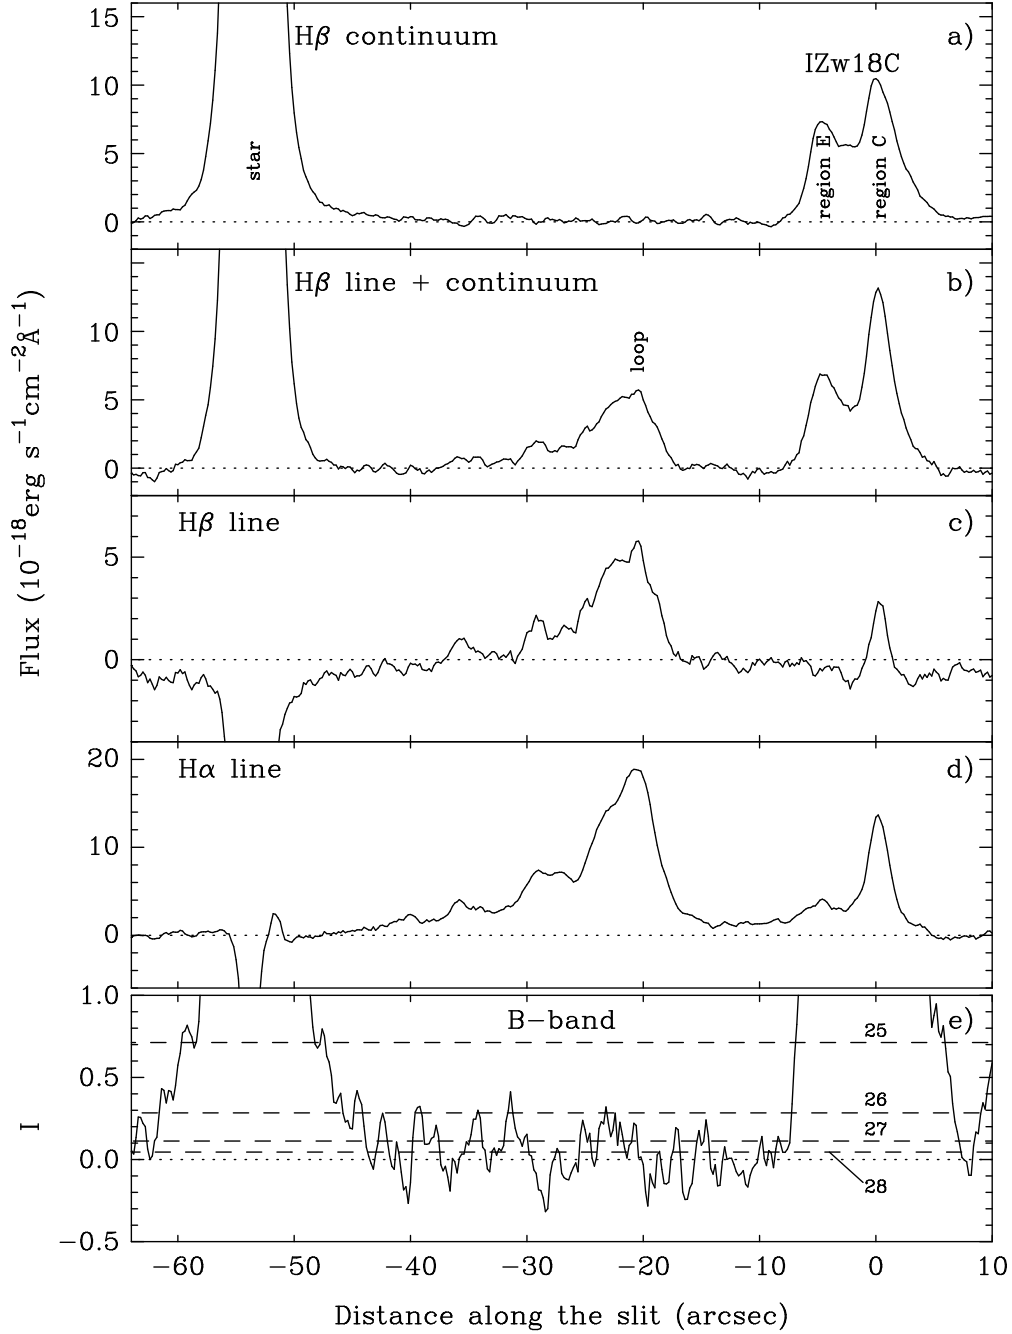 15
10
5
0
Hβ continuum
a)
IZw18C
star
region E
region C
10
5
0
Hβ line + continuum
b)
loop
Flux (10⁻¹⁸erg s⁻¹cm⁻²Å⁻¹)
5
0
Hβ line
c)
20
10
0
Hα line
d)
1.0
0.5
0.0
−0.5
I
B−band
e)
25
26
27
28
−60 −50 −40 −30 −20 −10 0 10
Distance along the slit (arcsec)